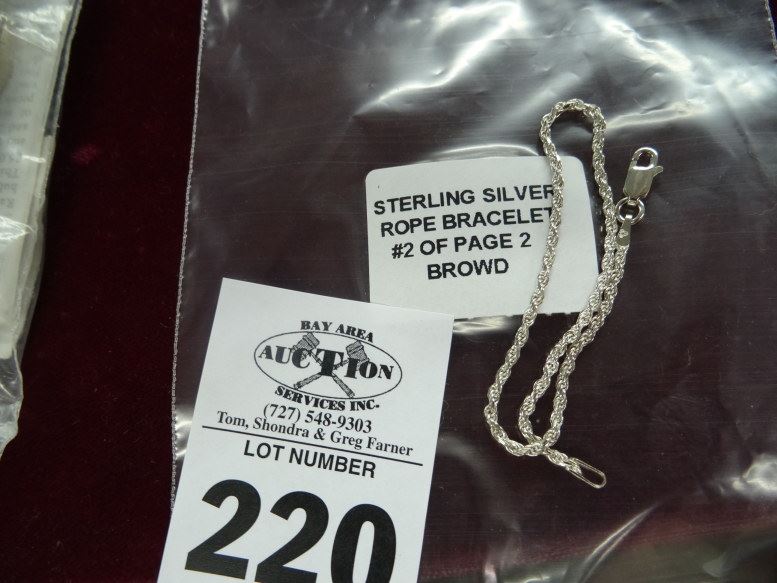 STERLING SILVER
ROPE BRACELET
#2 OF PAGE 2
BROWD
BAY AREA
AUCTION
SERVICES INC.
(727) 548-9303
Tom, Shondra & Greg Farner
LOT NUMBER
220